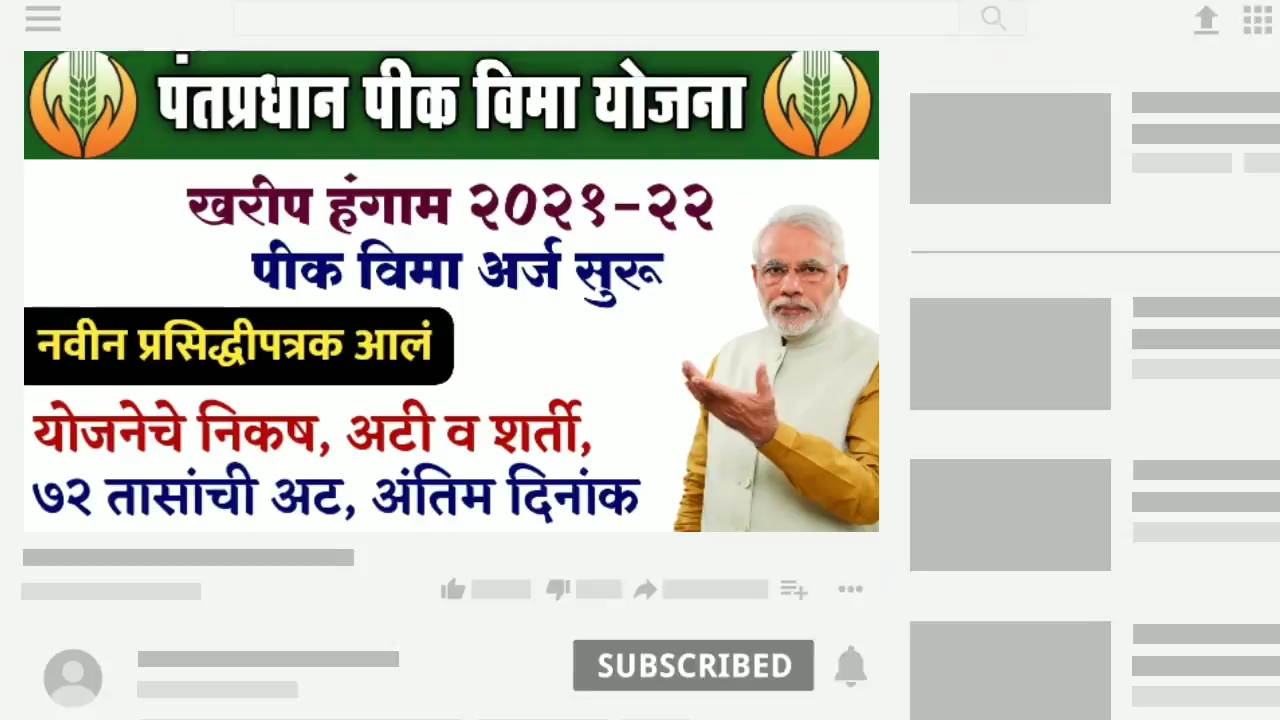 पंतप्रधान पीक विमा योजना
खरीप हंगाम २०२१-२२
पीक विमा अर्ज सुरू
नवीन प्रसिद्धीपत्रक आलं
योजनेचे निकष, अटी व शर्ती,
७२ तासांची अट, अंतिम दिनांक
SUBSCRIBED